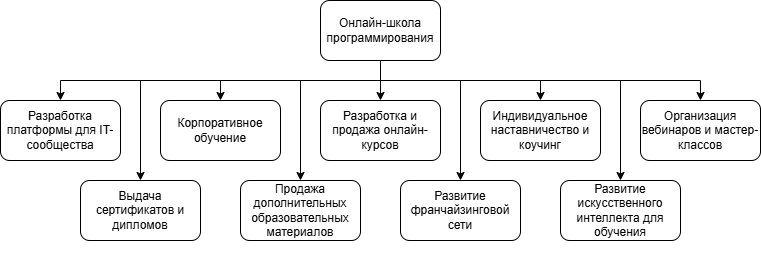 Онлайн-школа
программирования
Разработка
платформы для IT-
сообщества
Корпоративное
обучение
Разработка и
продажа онлайн-
курсов
Индивидуальное
наставничество и
коучинг
Организация
вебинаров и мастер-
классов
Выдача
сертификатов и
дипломов
Продажа
дополнительных
образовательных
материалов
Развитие
франчайзинговой
сети
Развитие
искусственного
интеллекта для
обучения